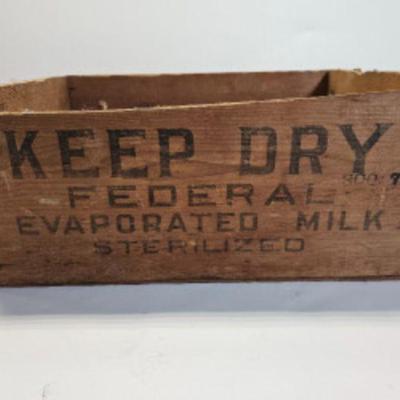 KEEP DRY
FEDERAL
EVAPORATED MILK
STERILIZED